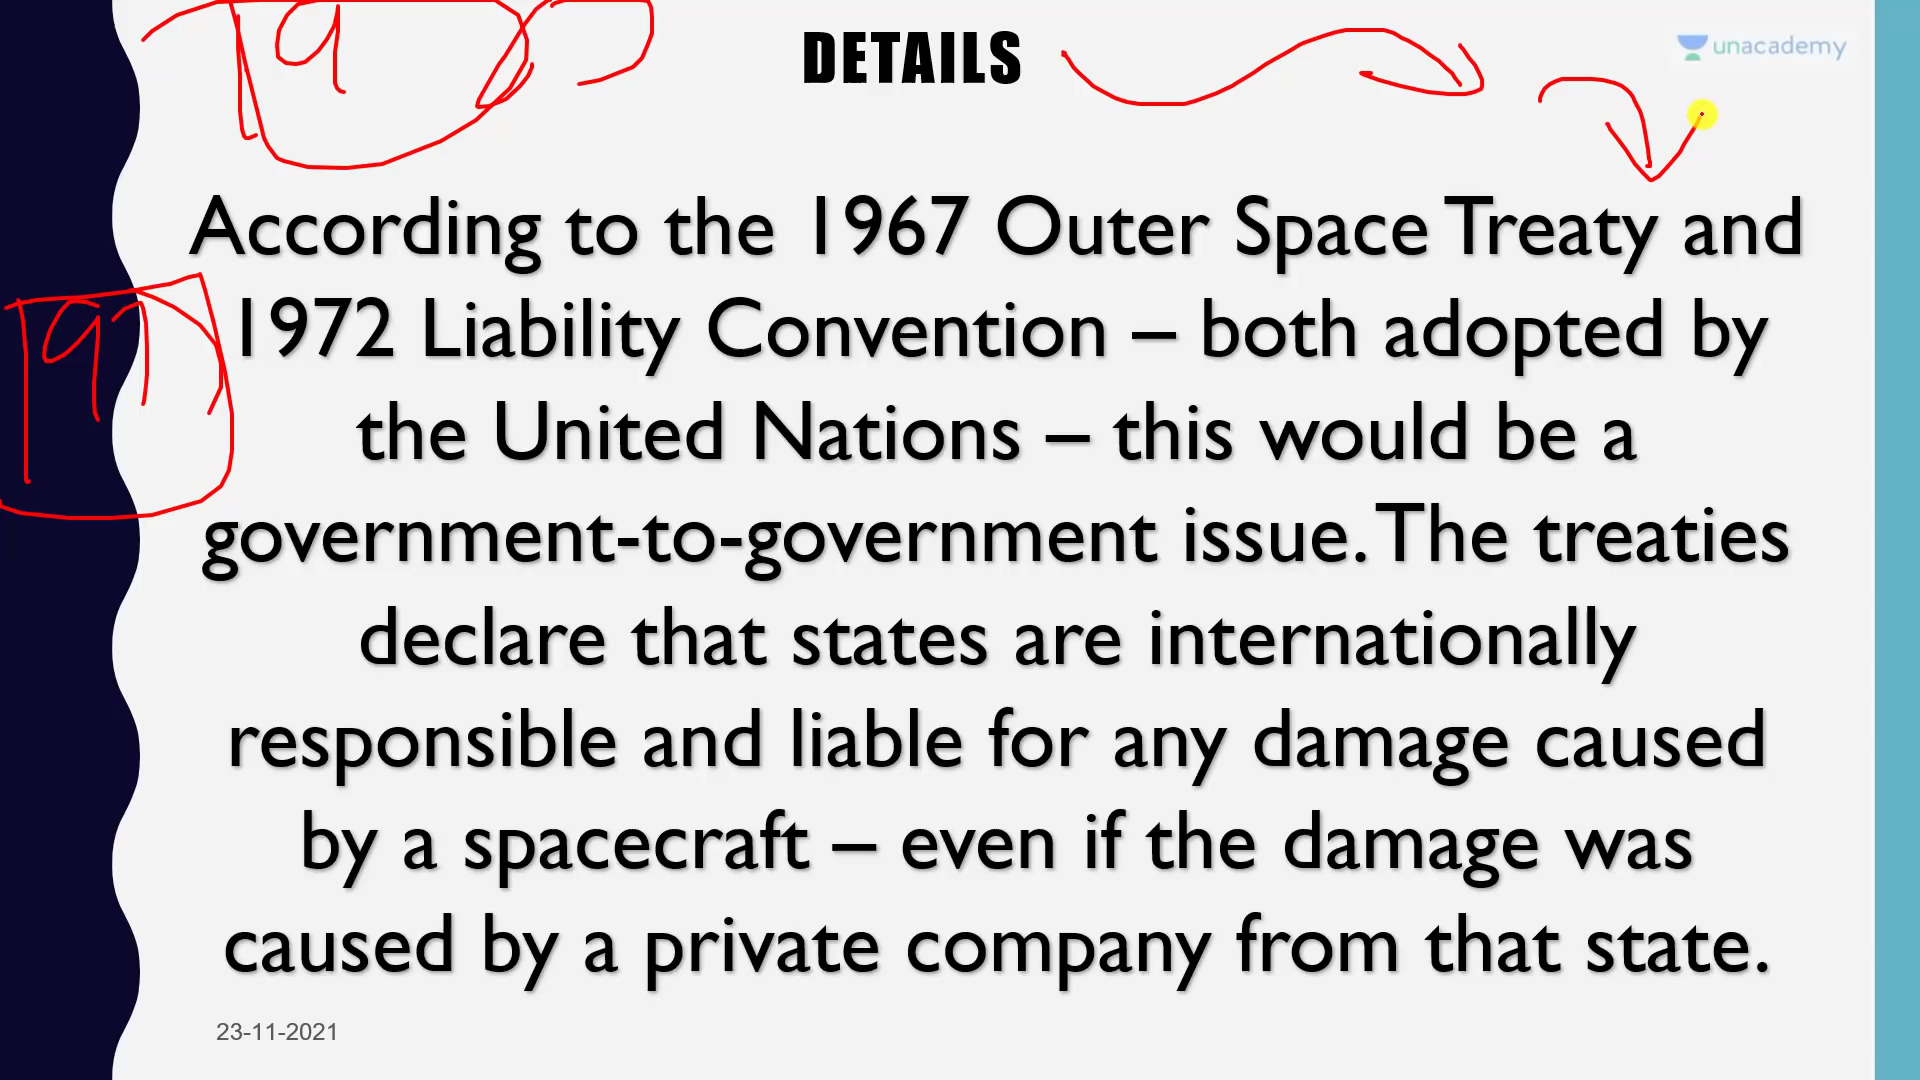 DETAILS
unacademy
According to the 1967 Outer Space Treaty and
1972 Liability Convention – both adopted by
the United Nations – this would be a
government-to-government issue. The treaties
declare that states are internationally
responsible and liable for any damage caused
by a spacecraft – even if the damage was
caused by a private company from that state.
23-11-2021